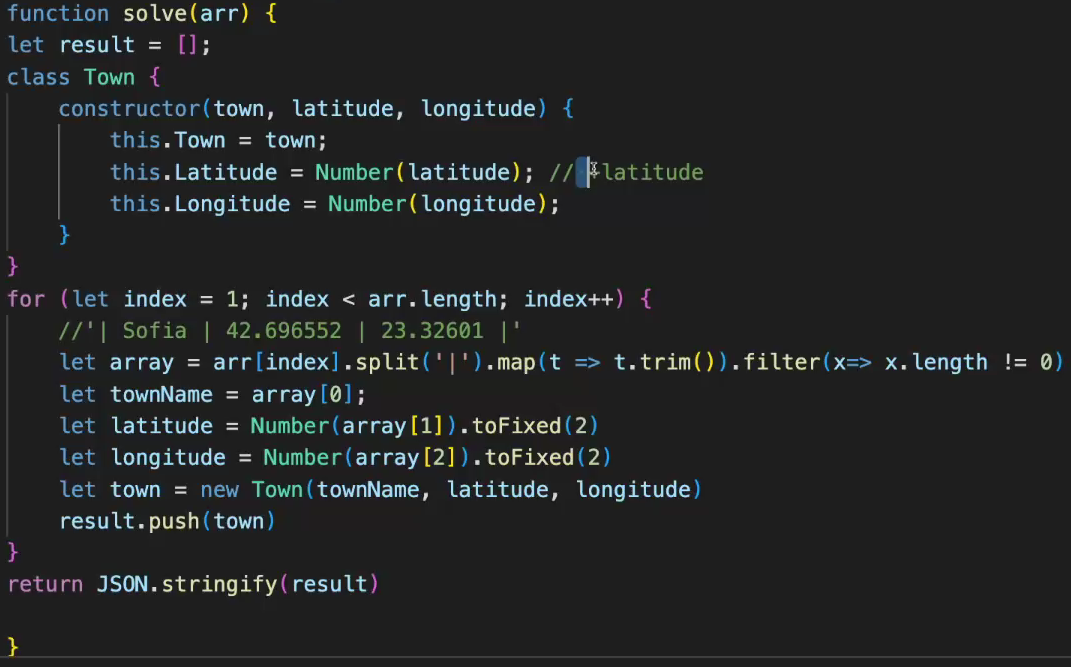 function solve(arr) {
let result = [];
class Town {
    constructor(town, latitude, longitude) {
        this.Town = town;
        this.Latitude = Number(latitude); // +latitude
        this.Longitude = Number(longitude);
    }
}
for (let index = 1; index < arr.length; index++) {
    //'| Sofia | 42.696552 | 23.32601 |'
    let array = arr[index].split('|').map(t => t.trim()).filter(x=> x.length != 0)
    let townName = array[0];
    let latitude = Number(array[1]).toFixed(2)
    let longitude = Number(array[2]).toFixed(2)
    let town = new Town(townName, latitude, longitude)
    result.push(town)
}
return JSON.stringify(result)
}